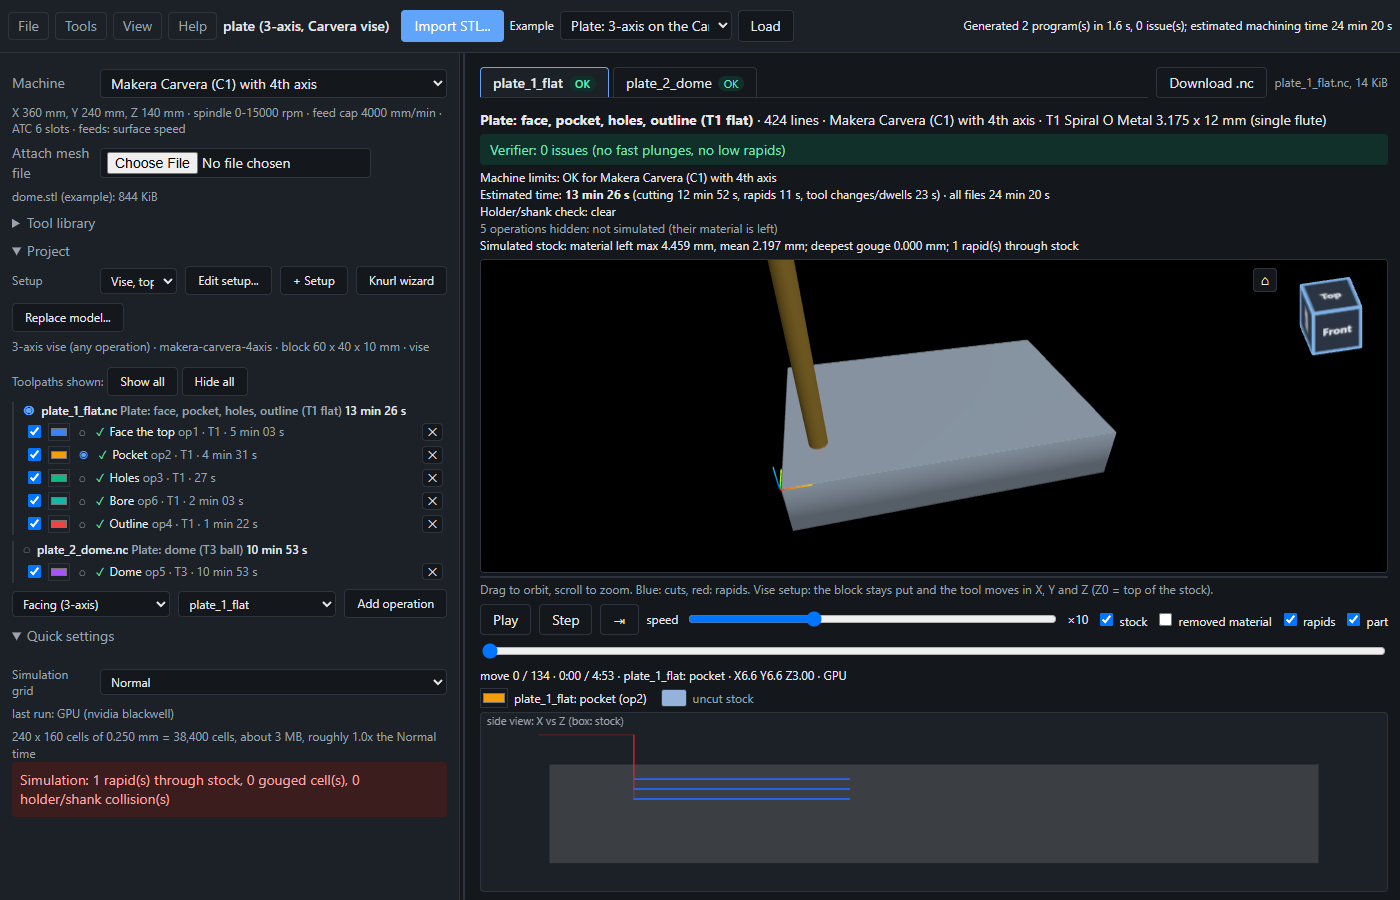 File Tools View Help plate (3-axis, Carvera vise) Import STL... Example Plate: 3-axis on the Car Load Generated 2 program(s) in 1.6 s, 0 issue(s); estimated machining time 24 min 20 s
Machine Makera Carvera (C1) with 4th axis
X 360 mm, Y 240 mm, Z 140 mm · spindle 0-15000 rpm · feed cap 4000 mm/min ·
ATC 6 slots · feeds: surface speed
Attach mesh file Choose File No file chosen
dome.stl (example): 844 KiB
Tool library
Project
Setup Vise, top Edit setup... + Setup Knurl wizard
Replace model...
3-axis vise (any operation) · makera-carvera-4axis · block 60 x 40 x 10 mm · vise
Toolpaths shown: Show all Hide all
plate_1_flat.nc Plate: face, pocket, holes, outline (T1 flat) 13 min 26 s
✓ Face the top op1 · T1 · 5 min 03 s
✓ Pocket op2 · T1 · 4 min 31 s
✓ Holes op3 · T1 · 27 s
✓ Bore op6 · T1 · 2 min 03 s
✓ Outline op4 · T1 · 1 min 22 s
plate_2_dome.nc Plate: dome (T3 ball) 10 min 53 s
✓ Dome op5 · T3 · 10 min 53 s
Facing (3-axis) plate_1_flat Add operation
Quick settings
Simulation grid Normal
last run: GPU (nvidia blackwell)
240 x 160 cells of 0.250 mm = 38,400 cells, about 3 MB, roughly 1.0x the Normal
time
Simulation: 1 rapid(s) through stock, 0 gouged cell(s), 0
holder/shank collision(s)
plate_1_flat OK plate_2_dome OK Download .nc plate_1_flat.nc, 14 KiB
Plate: face, pocket, holes, outline (T1 flat) · 424 lines · Makera Carvera (C1) with 4th axis · T1 Spiral O Metal 3.175 x 12 mm (single flute)
Verifier: 0 issues (no fast plunges, no low rapids)
Machine limits: OK for Makera Carvera (C1) with 4th axis
Estimated time: 13 min 26 s (cutting 12 min 52 s, rapids 11 s, tool changes/dwells 23 s) · all files 24 min 20 s
Holder/shank check: clear
5 operations hidden: not simulated (their material is left)
Simulated stock: material left max 4.459 mm, mean 2.197 mm; deepest gouge 0.000 mm; 1 rapid(s) through stock
Top
Front
Drag to orbit, scroll to zoom. Blue: cuts, red: rapids. Vise setup: the block stays put and the tool moves in X, Y and Z (Z0 = top of the stock).
Play Step ⇥ speed ×10 stock removed material rapids part
move 0 / 134 · 0:00 / 4:53 · plate_1_flat: pocket · X6.6 Y6.6 Z3.00 · GPU
plate_1_flat: pocket (op2) uncut stock
side view: X vs Z (box: stock)